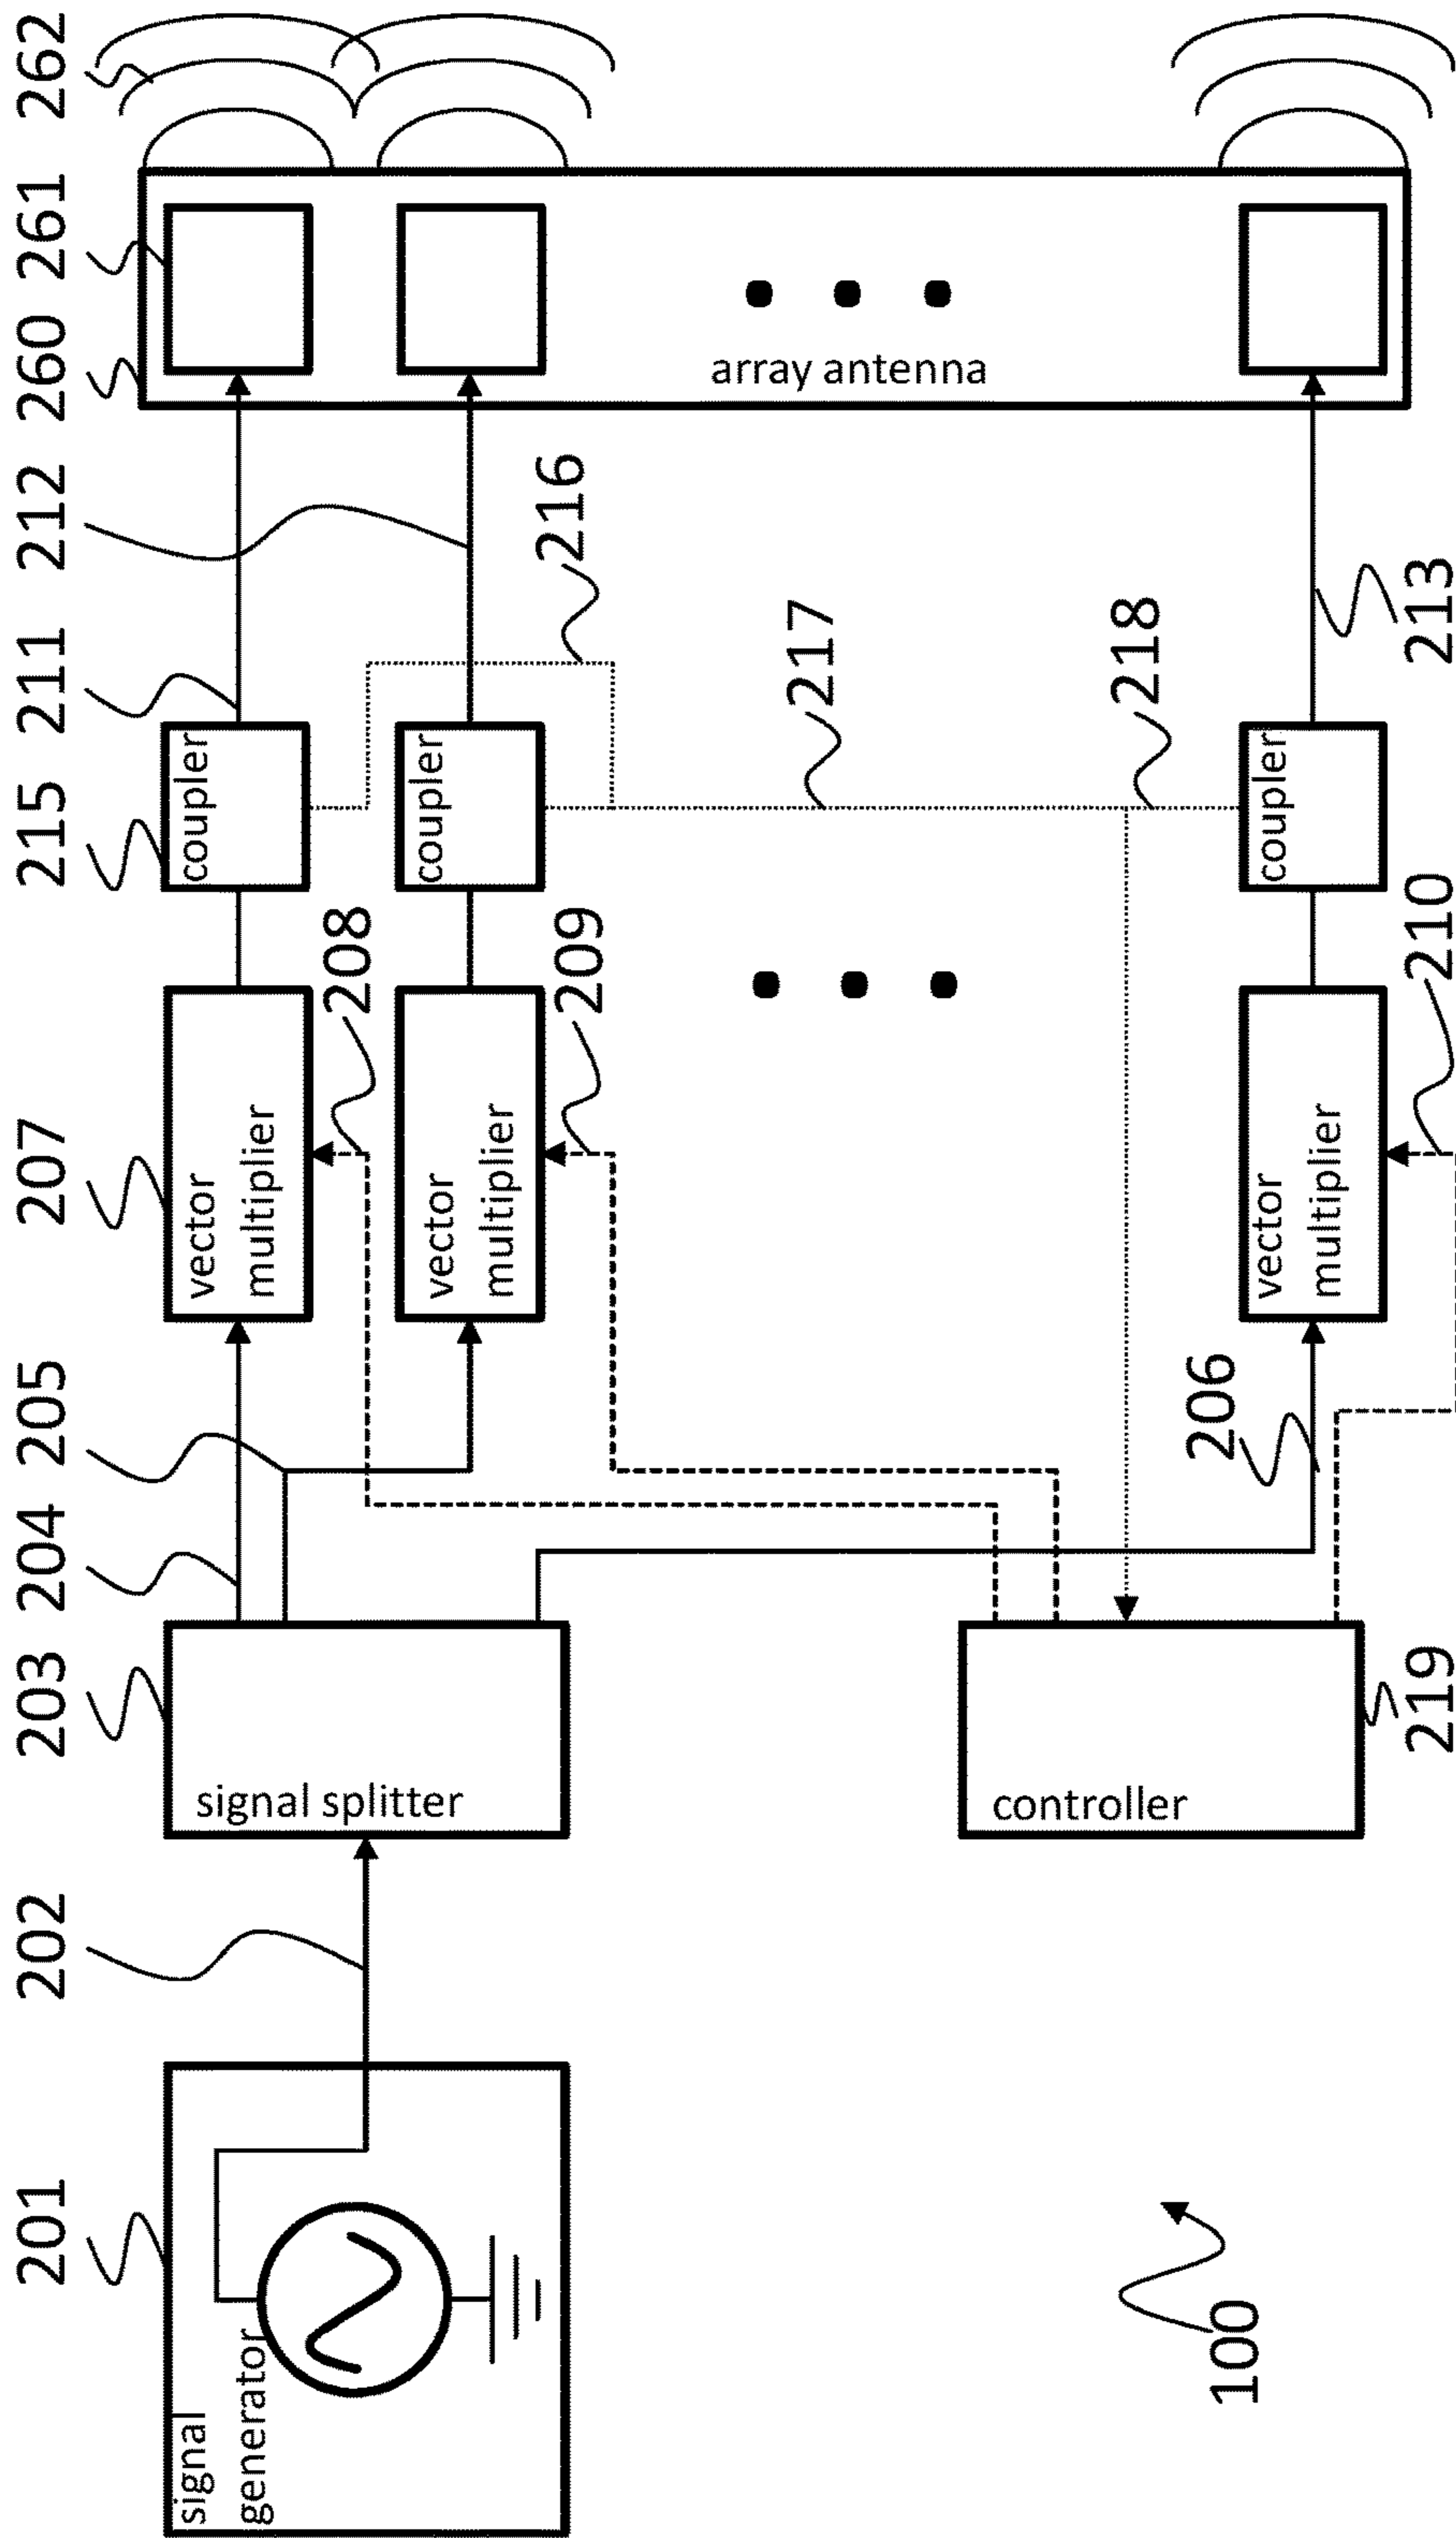 201
202
203
204
205
207
215
211
212
260
261
262
signal
generator
signal splitter
vector
multiplier
208
coupler
vector
multiplier
209
coupler
216
array antenna
217
218
controller
219
206
vector
multiplier
210
coupler
213
100